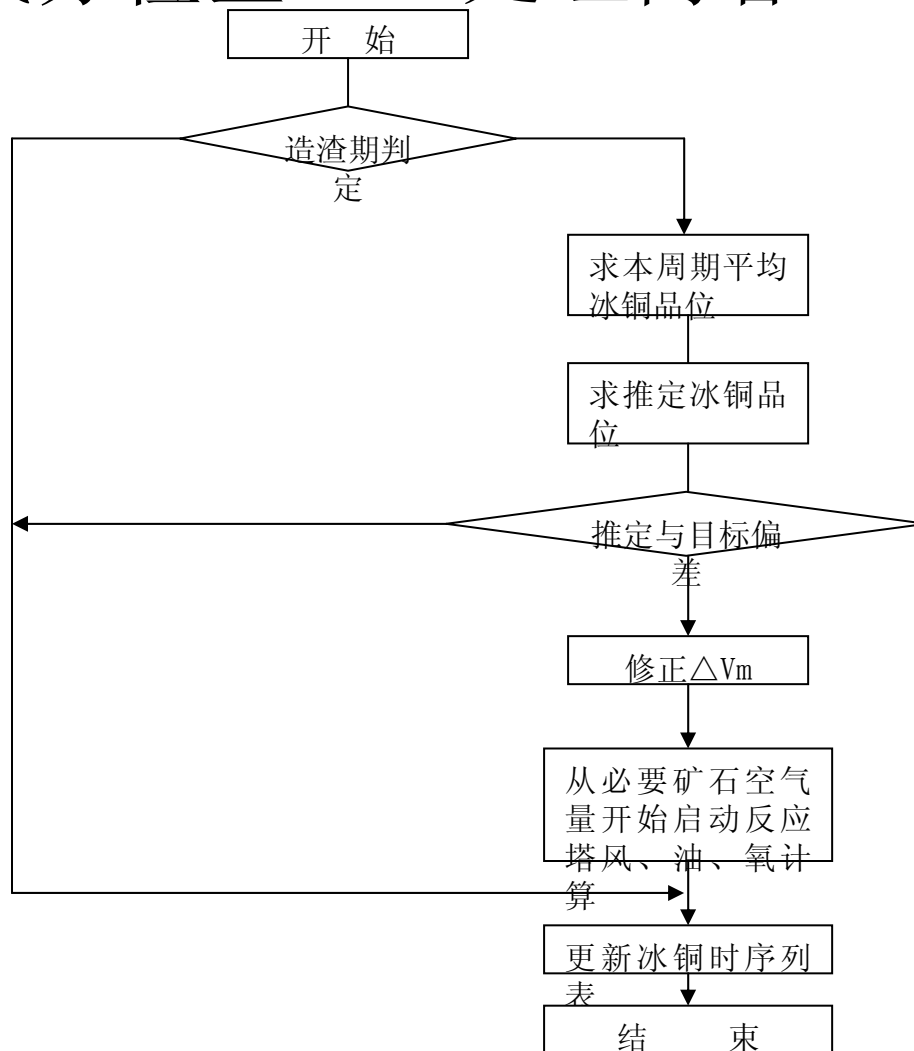 开 始
造渣期判
定
求本周期平均
冰铜品位
求推定冰铜品
位
推定与目标偏
差
修正△Vm
从必要矿石空气
量开始启动反应
塔风、油、氧计
算
更新冰铜时序列
表
结 束